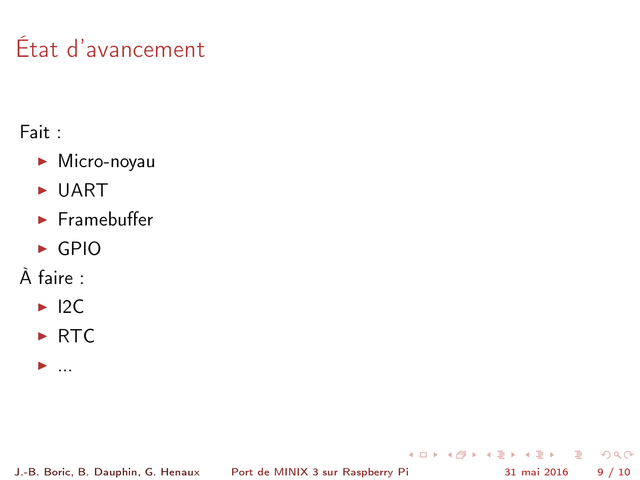 État d'avancement
Fait :
Micro-noyau
UART
Framebuffer
GPIO
À faire :
I2C
RTC
...
J.-B. Boric, B. Dauphin, G. Henaux Port de MINIX 3 sur Raspberry Pi 31 mai 2016 9 / 10